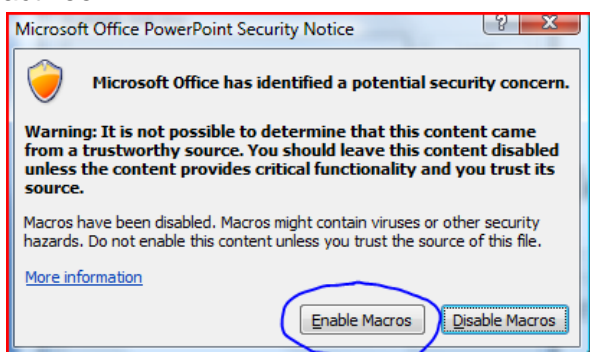 Microsoft Office PowerPoint Security Notice
Microsoft Office has identified a potential security concern.
Warning: It is not possible to determine that this content came
from a trustworthy source. You should leave this content disabled
unless the content provides critical functionality and you trust its
source.
Macros have been disabled. Macros might contain viruses or other security
hazards. Do not enable this content unless you trust the source of this file.
More information
Enable Macros
Disable Macros